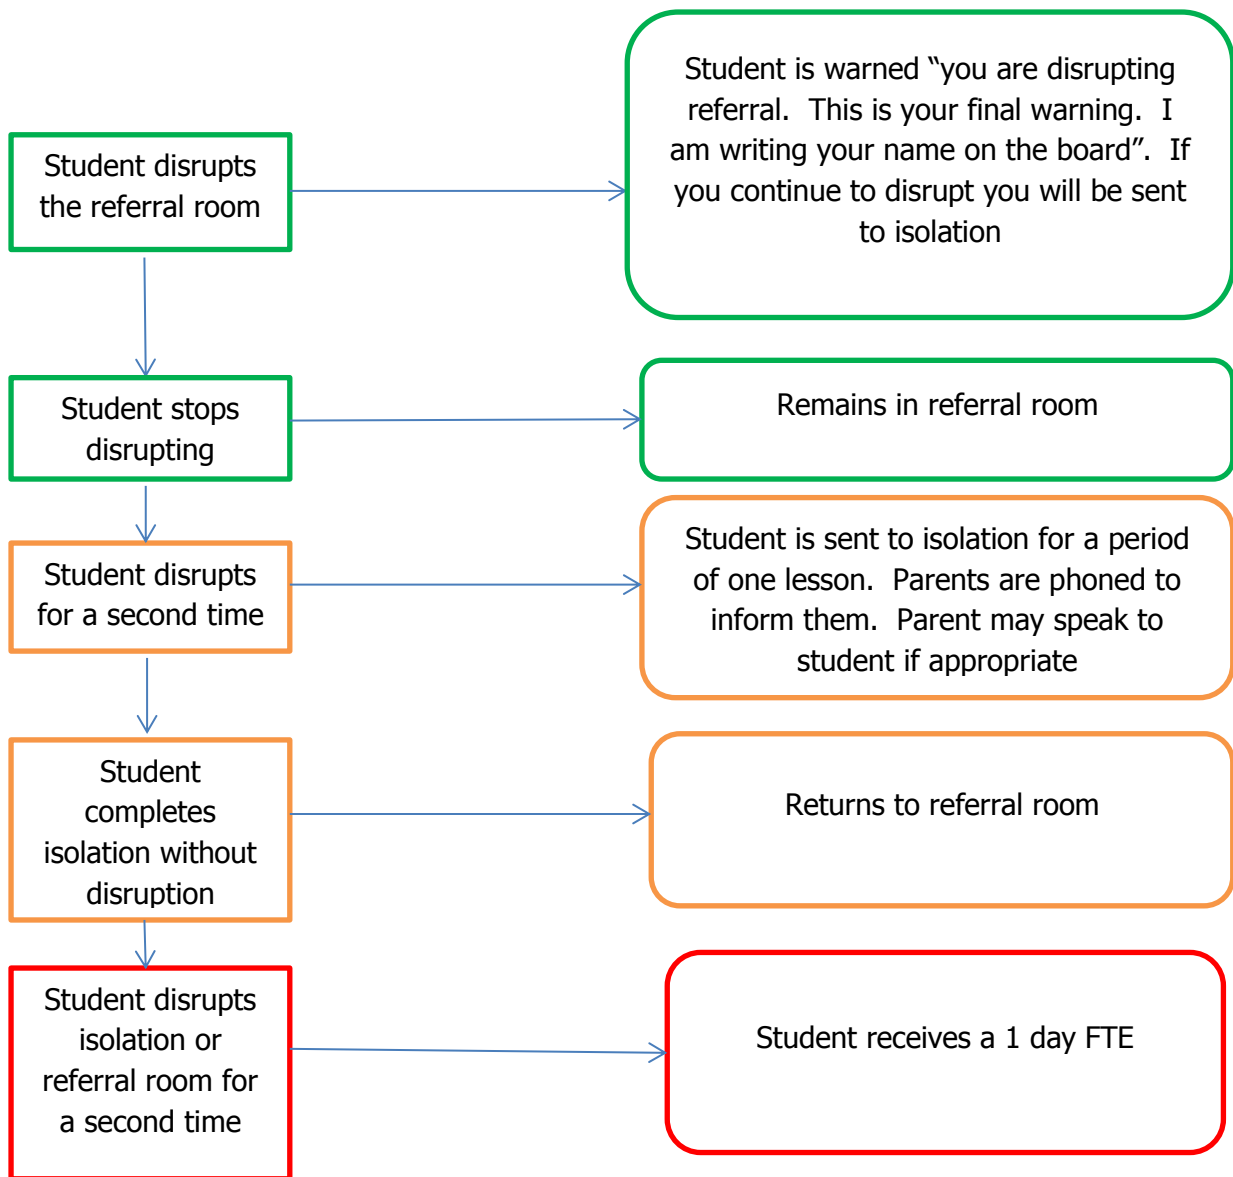 Student disrupts
the referral room
Student is warned “you are disrupting
referral.  This is your final warning.  I
am writing your name on the board”.  If
you continue to disrupt you will be sent
to isolation
Student stops
disrupting
Remains in referral room
Student disrupts
for a second time
Student is sent to isolation for a period
of one lesson.  Parents are phoned to
inform them.  Parent may speak to
student if appropriate
Student
completes
isolation without
disruption
Returns to referral room
Student disrupts
isolation or
referral room for
a second time
Student receives a 1 day FTE